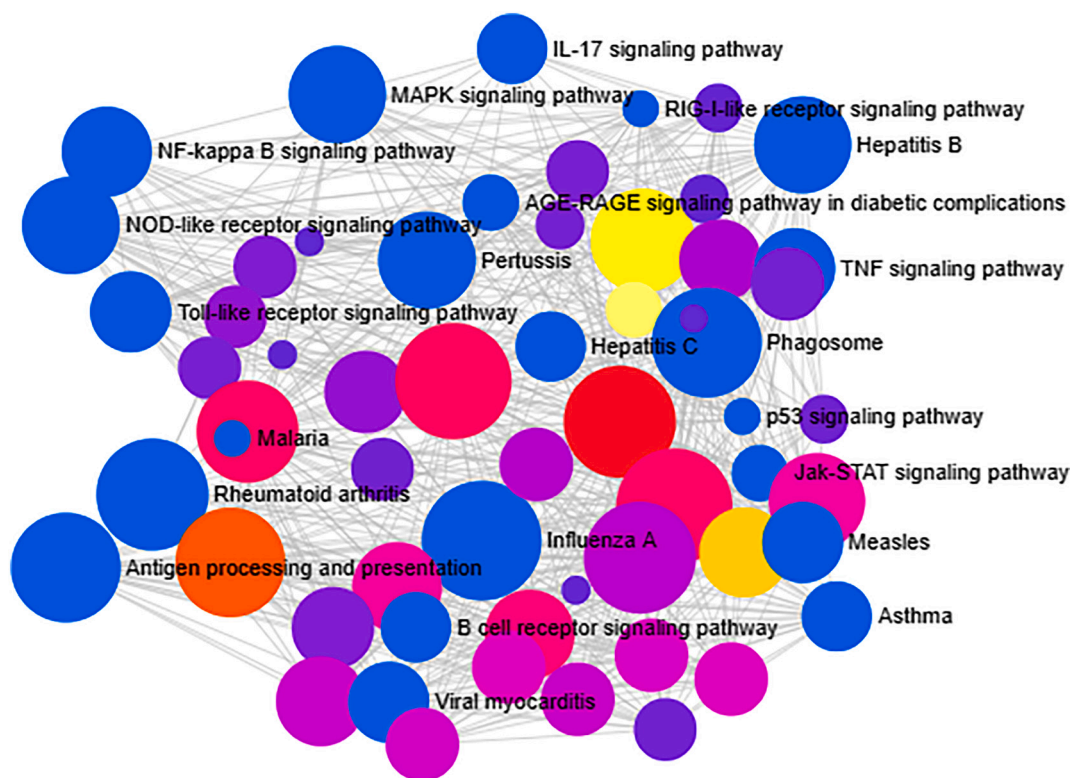 IL-17 signaling pathway
MAPK signaling pathway
RIG-I-like receptor signaling pathway
Hepatitis B
NF-kappa B signaling pathway
AGE-RAGE signaling pathway in diabetic complications
NOD-like receptor signaling pathway
Pertussis
TNF signaling pathway
Toll-like receptor signaling pathway
Hepatitis C
Phagosome
p53 signaling pathway
Malaria
Jak-STAT signaling pathway
Rheumatoid arthritis
Influenza A
Measles
Antigen processing and presentation
Asthma
B cell receptor signaling pathway
Viral myocarditis